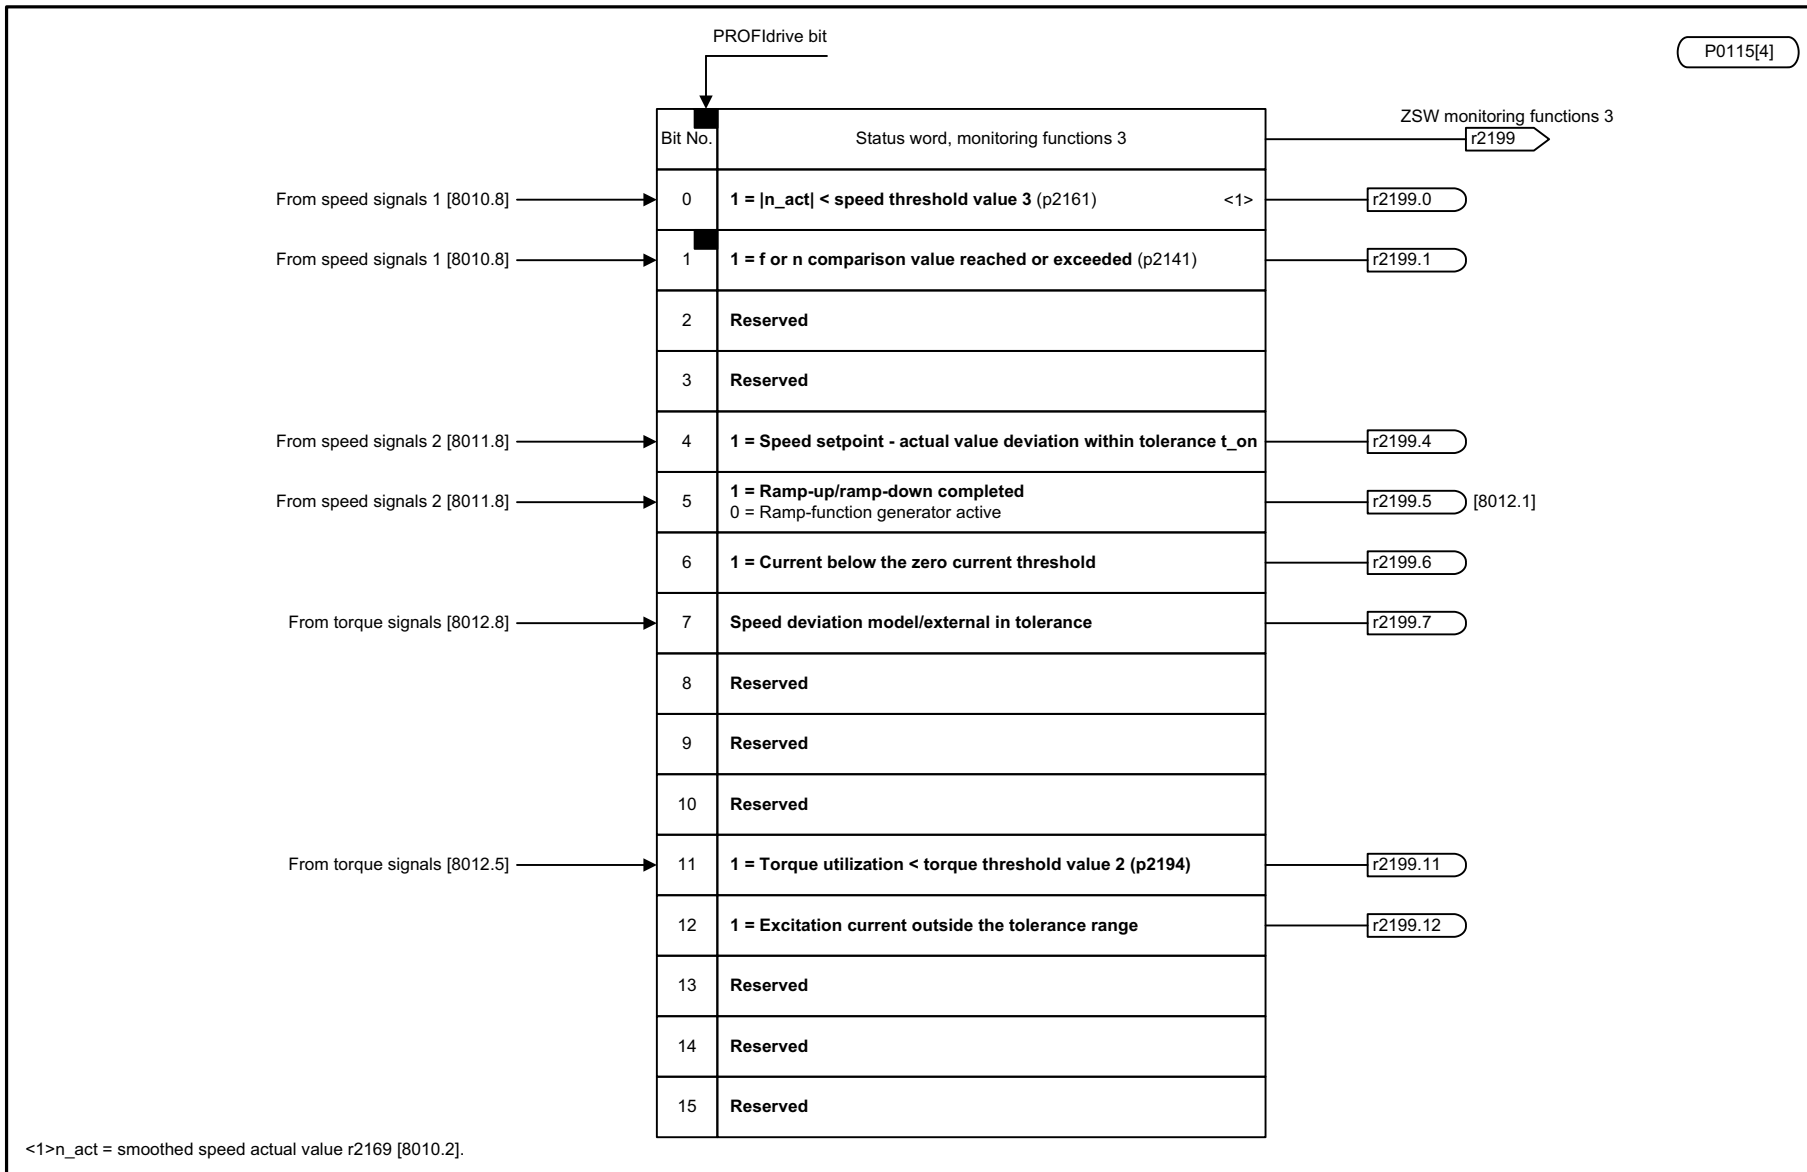 PROFIdrive bit
P0115[4]
ZSW monitoring functions 3
Bit No. Status word, monitoring functions 3 r2199
From speed signals 1 [8010.8] 0 1 = |n_act| < speed threshold value 3 (p2161) <1> r2199.0
From speed signals 1 [8010.8] 1 1 = f or n comparison value reached or exceeded (p2141) r2199.1
2 Reserved
3 Reserved
From speed signals 2 [8011.8] 4 1 = Speed setpoint - actual value deviation within tolerance t_on r2199.4
From speed signals 2 [8011.8] 5 1 = Ramp-up/ramp-down completed r2199.5 [8012.1]
0 = Ramp-function generator active
6 1 = Current below the zero current threshold r2199.6
From torque signals [8012.8] 7 Speed deviation model/external in tolerance r2199.7
8 Reserved
9 Reserved
10 Reserved
From torque signals [8012.5] 11 1 = Torque utilization < torque threshold value 2 (p2194) r2199.11
12 1 = Excitation current outside the tolerance range r2199.12
13 Reserved
14 Reserved
15 Reserved
<1>n_act = smoothed speed actual value r2169 [8010.2].